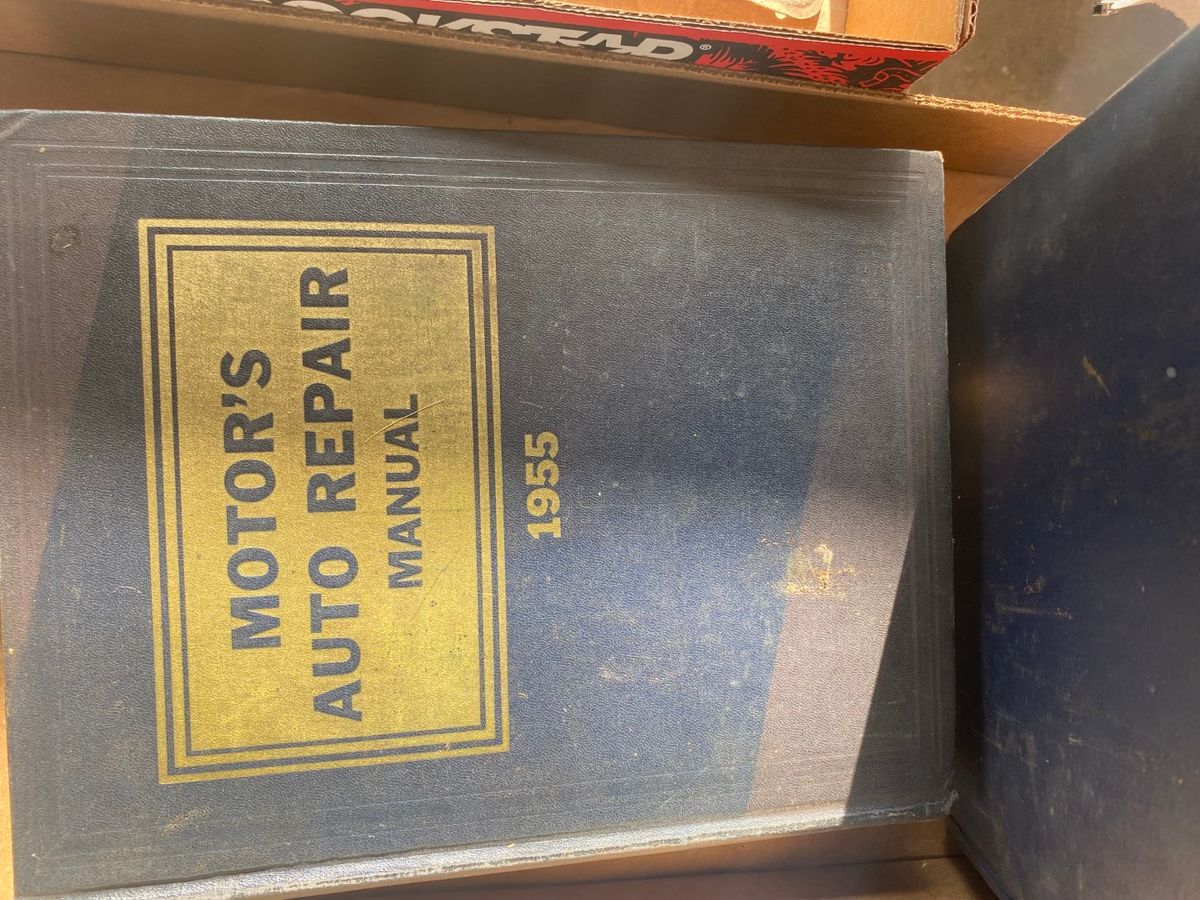 MOTOR'S
AUTO REPAIR
MANUAL
1955